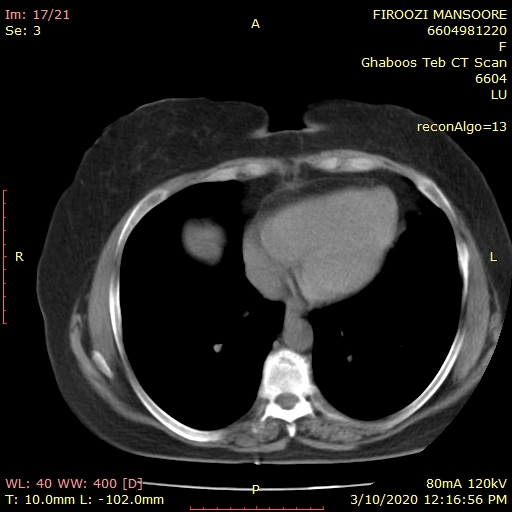 Im: 17/21
Se: 3
A
FIROOZI MANSOORE
6604981220
F
Ghaboos Teb CT Scan
6604
LU
reconAlgo=13
R
L
WL: 40 WW: 400 [D]
T: 10.0mm L: -102.0mm
P
80mA 120kV
3/10/2020 12:16:56 PM